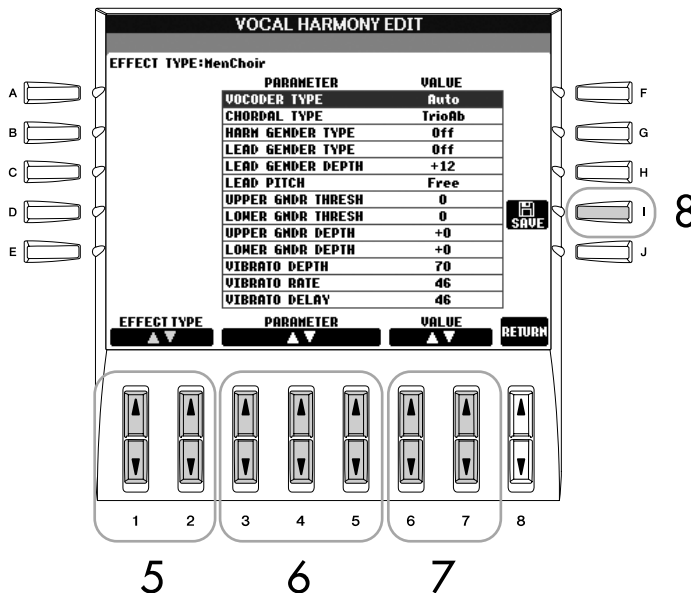 VOCAL HARMONY EDIT
EFFECT TYPE:MenChoir
PARAMETER VALUE
VOCODER TYPE Auto
CHORDAL TYPE TrioAb
HARM GENDER TYPE Off
LEAD GENDER TYPE Off
LEAD GENDER DEPTH +12
LEAD PITCH Free
UPPER GNDR THRESH 0
LOWER GNDR THRESH 0
UPPER GNDR DEPTH +0
LOWER GNDR DEPTH +0
VIBRATO DEPTH 70
VIBRATO RATE 46
VIBRATO DELAY 46
A
B
C
D
E
F
G
H
I
J
8
SAVE
EFFECT TYPE PARAMETER VALUE RETURN
1 2 3 4 5 6 7 8
5 6 7